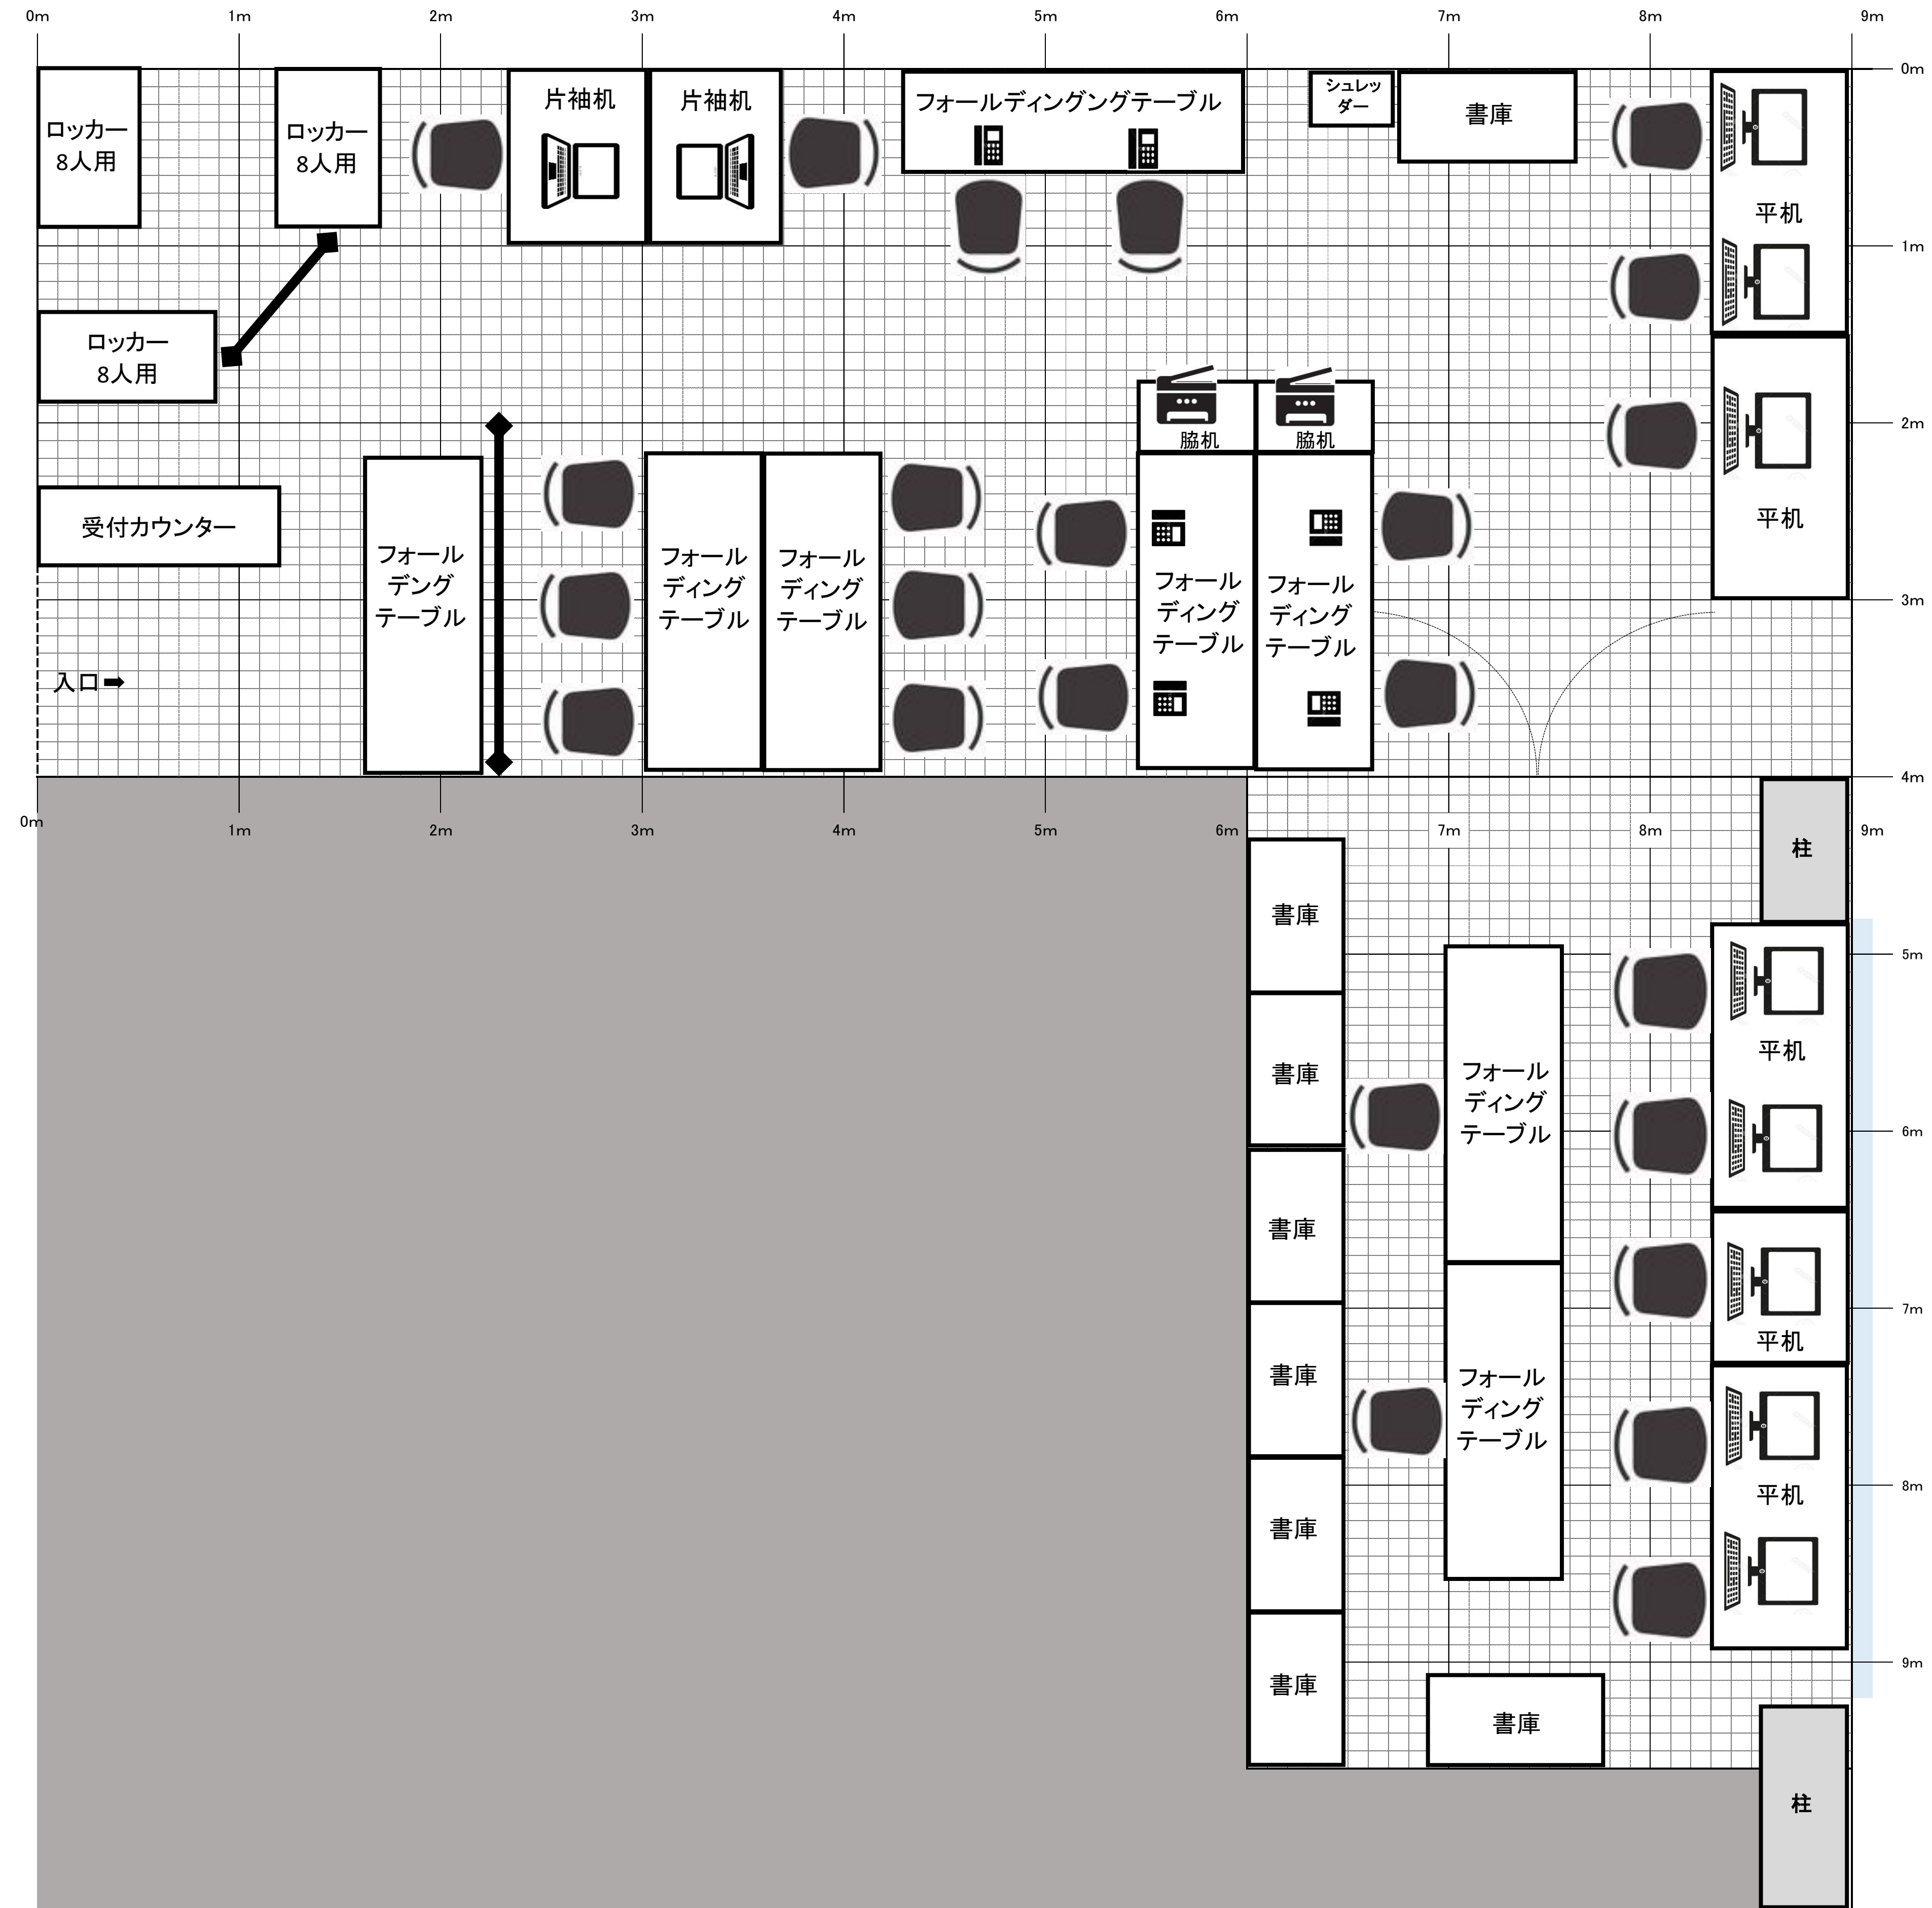 0m
1m
2m
3m
4m
5m
6m
7m
8m
9m
0m
ロッカー
8人用
ロッカー
8人用
片袖机
片袖机
フォールディングングテーブル
シュレッ
ダー
書庫
平机
1m
ロッカー
8人用
2m
脇机
脇机
平机
受付カウンター
フォール
デング
テーブル
フォール
ディング
テーブル
フォール
ディング
テーブル
フォール
ディング
テーブル
フォール
ディング
テーブル
3m
入口➡
4m
0m
1m
2m
3m
4m
5m
6m
7m
8m
9m
柱
書庫
5m
平机
書庫
フォール
ディング
テーブル
6m
書庫
7m
平机
書庫
フォール
ディング
テーブル
平机
8m
書庫
9m
書庫
書庫
柱